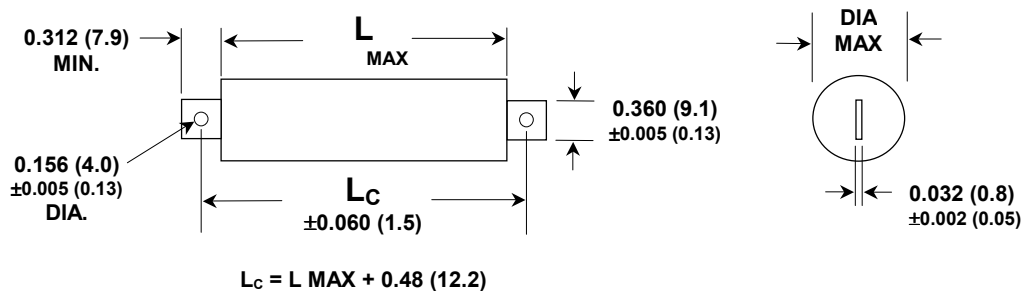 0.312 (7.9)
MIN.
L
MAX
DIA
MAX
0.360 (9.1)
±0.005 (0.13)
0.156 (4.0)
±0.005 (0.13)
DIA.
LC
±0.060 (1.5)
0.032 (0.8)
±0.002 (0.05)
LC = L MAX + 0.48 (12.2)